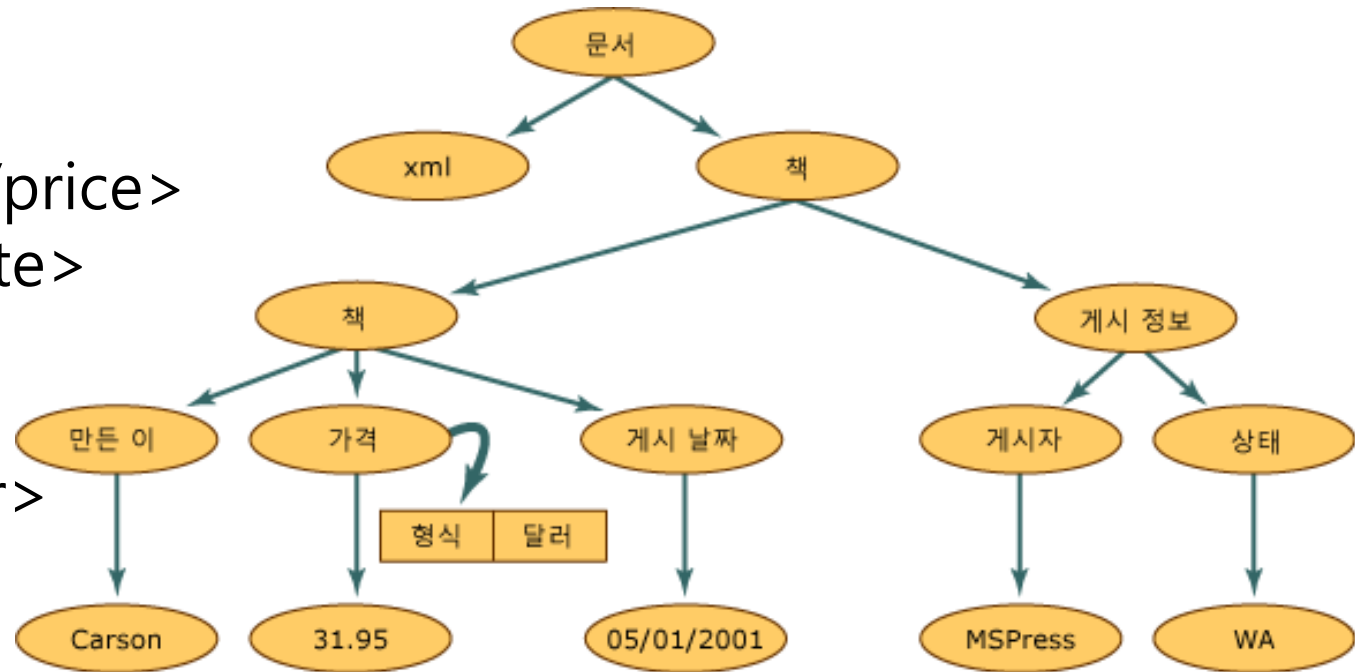 문서
xml
책
/price>
te>
책
게시 정보
만든 이
가격
게시 날짜
게시자
상태
r>
형식
달러
Carson
31.95
05/01/2001
MSPress
WA